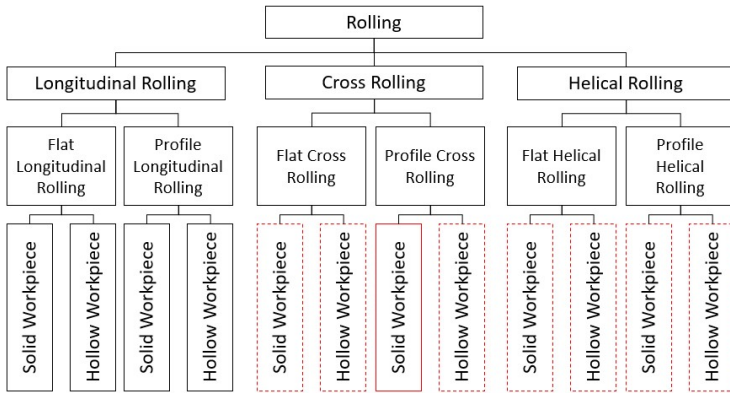 Rolling
Longitudinal Rolling
Cross Rolling
Helical Rolling
Flat
Longitudinal
Rolling
Profile
Longitudinal
Rolling
Flat Cross
Rolling
Profile Cross
Rolling
Flat Helical
Rolling
Profile
Helical
Rolling
Solid Workpiece
Hollow Workpiece
Solid Workpiece
Hollow Workpiece
Solid Workpiece
Hollow Workpiece
Solid Workpiece
Hollow Workpiece
Solid Workpiece
Hollow Workpiece
Solid Workpiece
Hollow Workpiece